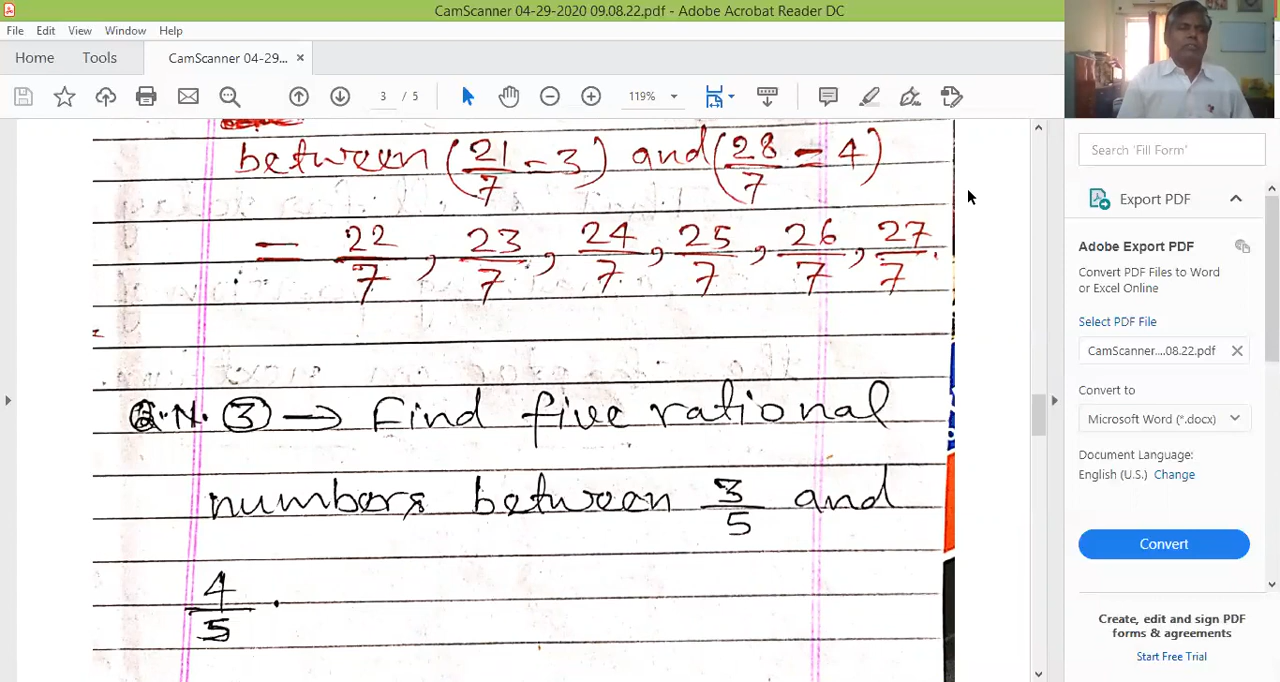 CamScanner 04-29-2020 09.08.22.pdf - Adobe Acrobat Reader DC
File Edit View Window Help
Home Tools CamScanner 04-29... ×
3 / 5 119%
between (21/7 = 3) and (28/7 = 4)
= 22/7, 23/7, 24/7, 25/7, 26/7, 27/7.
Q.N. 3 → Find five rational
numbers between 3/5 and
4/5.
Search 'Fill Form'
Export PDF
Adobe Export PDF
Convert PDF Files to Word
or Excel Online
Select PDF File
CamScanner....08.22.pdf
Convert to
Microsoft Word (*.docx)
Document Language:
English (U.S.) Change
Convert
Create, edit and sign PDF
forms & agreements
Start Free Trial